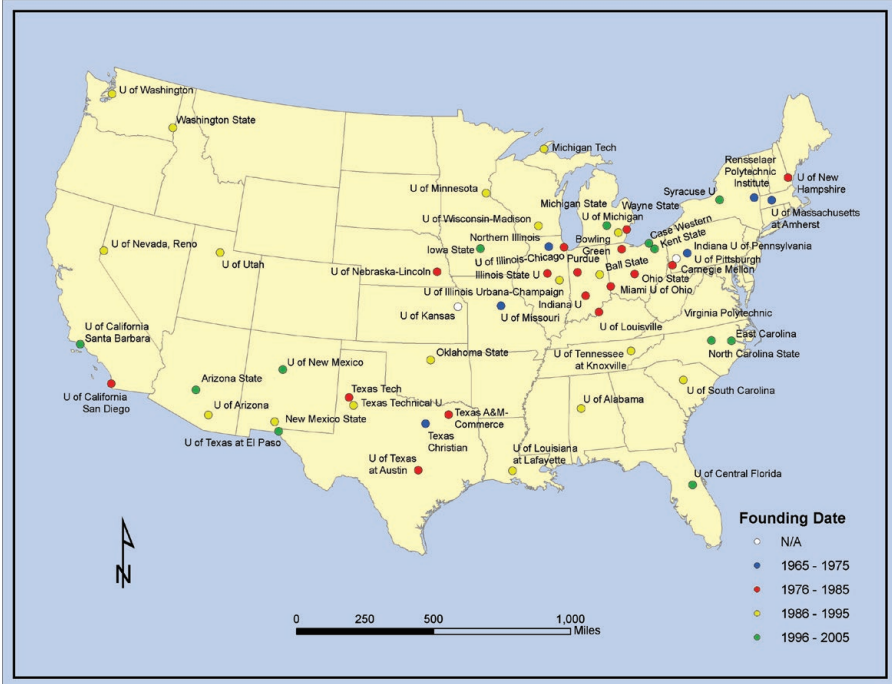 U of Washington
Washington State
Michigan Tech
U of Minnesota
Michigan State
Wayne State
Rensselaer
Polytechnic
Institute
Syracuse U
U of New
Hampshire
U of Massachusetts
at Amherst
U of Wisconsin-Madison
U of Michigan
Northern Illinois
Bowling
Green
Case Western
Kent State
Indiana U of Pennsylvania
U of Pittsburgh
Carnegie Mellon
U of Nevada, Reno
U of Utah
Iowa State
U of Illinois-Chicago
Purdue
Ball State
Ohio State
U of Nebraska-Lincoln
Illinois State U
Miami U of Ohio
U of Illinois Urbana-Champaign
Indiana U
U of Kansas
U of Missouri
U of Louisville
Virginia Polytechnic
East Carolina
North Carolina State
U of California
Santa Barbara
U of New Mexico
Oklahoma State
U of Tennessee
at Knoxville
U of California
San Diego
Arizona State
U of Arizona
New Mexico State
U of Texas at El Paso
Texas Tech
Texas Technical U
Texas A&M-
Commerce
Texas
Christian
U of South Carolina
U of Alabama
U of Texas
at Austin
U of Louisiana
at Lafayette
U of Central Florida
N
0 250 500 1,000
Miles
Founding Date
N/A
1965 - 1975
1976 - 1985
1986 - 1995
1996 - 2005